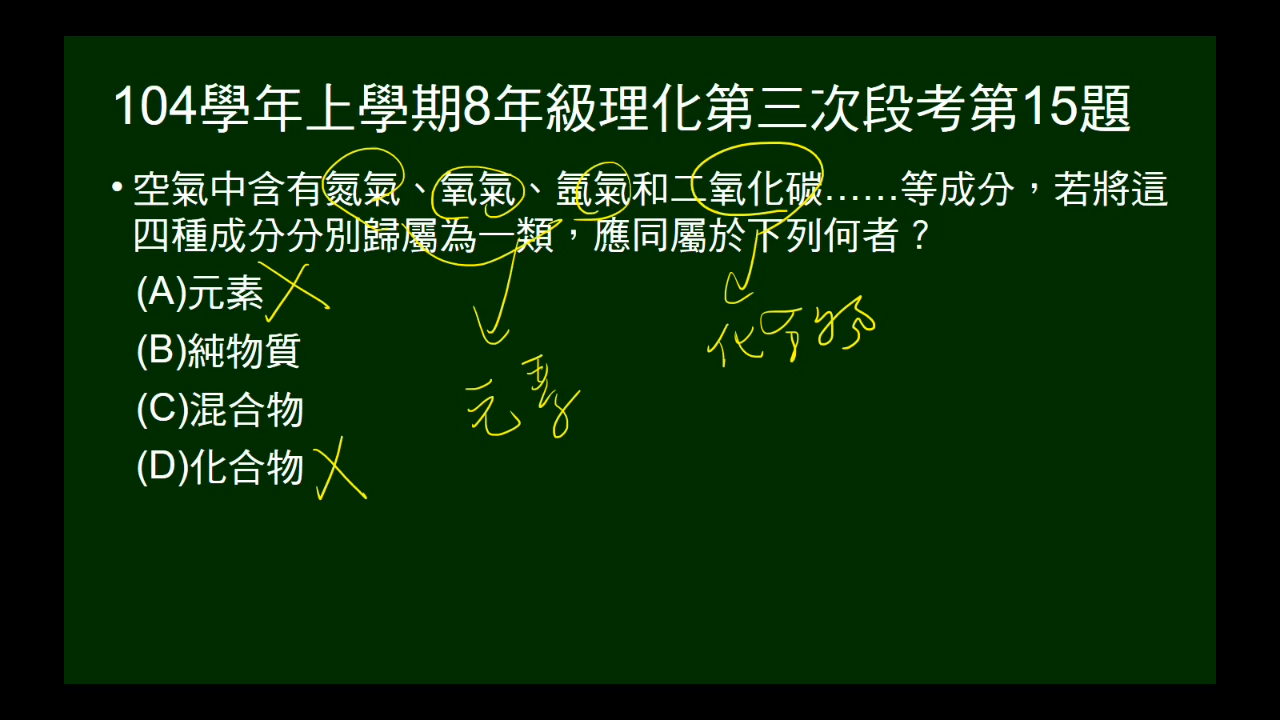 104學年上學期8年級理化第三次段考第15題
•空氣中含有氮氣、氧氣、氬氣和二氧化碳……等成分，若將這
四種成分分別歸屬為一類，應同屬於下列何者？
(A)元素
(B)純物質
(C)混合物
(D)化合物
元素
化合物